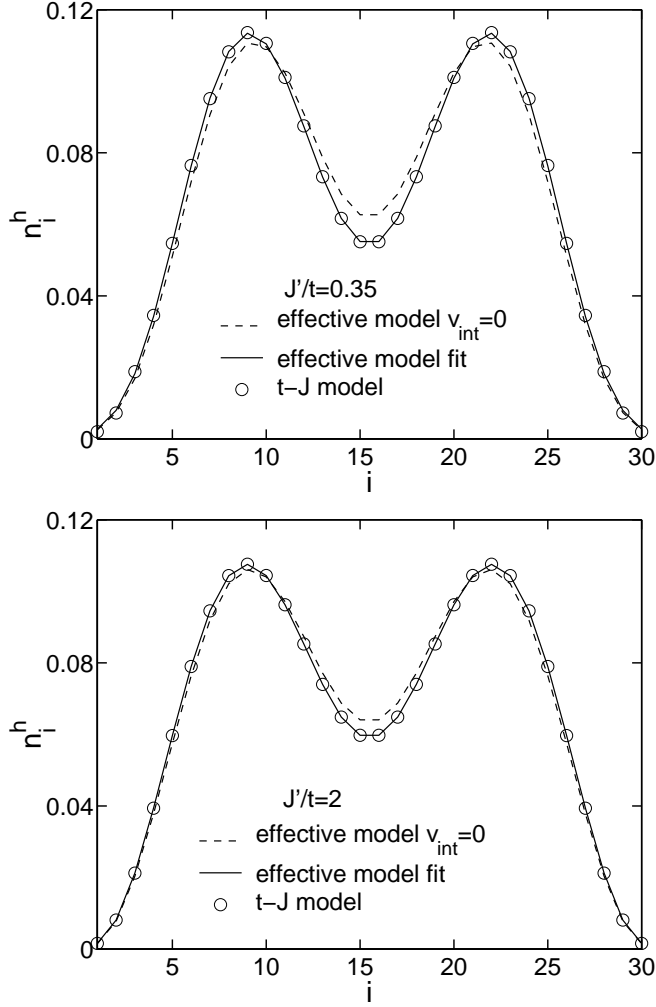 0.12
0.08
0.04
0
n_i^h
J'/t=0.35
effective model v_int=0
effective model fit
t−J model
5 10 15 20 25 30
i
0.12
0.08
0.04
0
n_i^h
J'/t=2
effective model v_int=0
effective model fit
t−J model
5 10 15 20 25 30
i